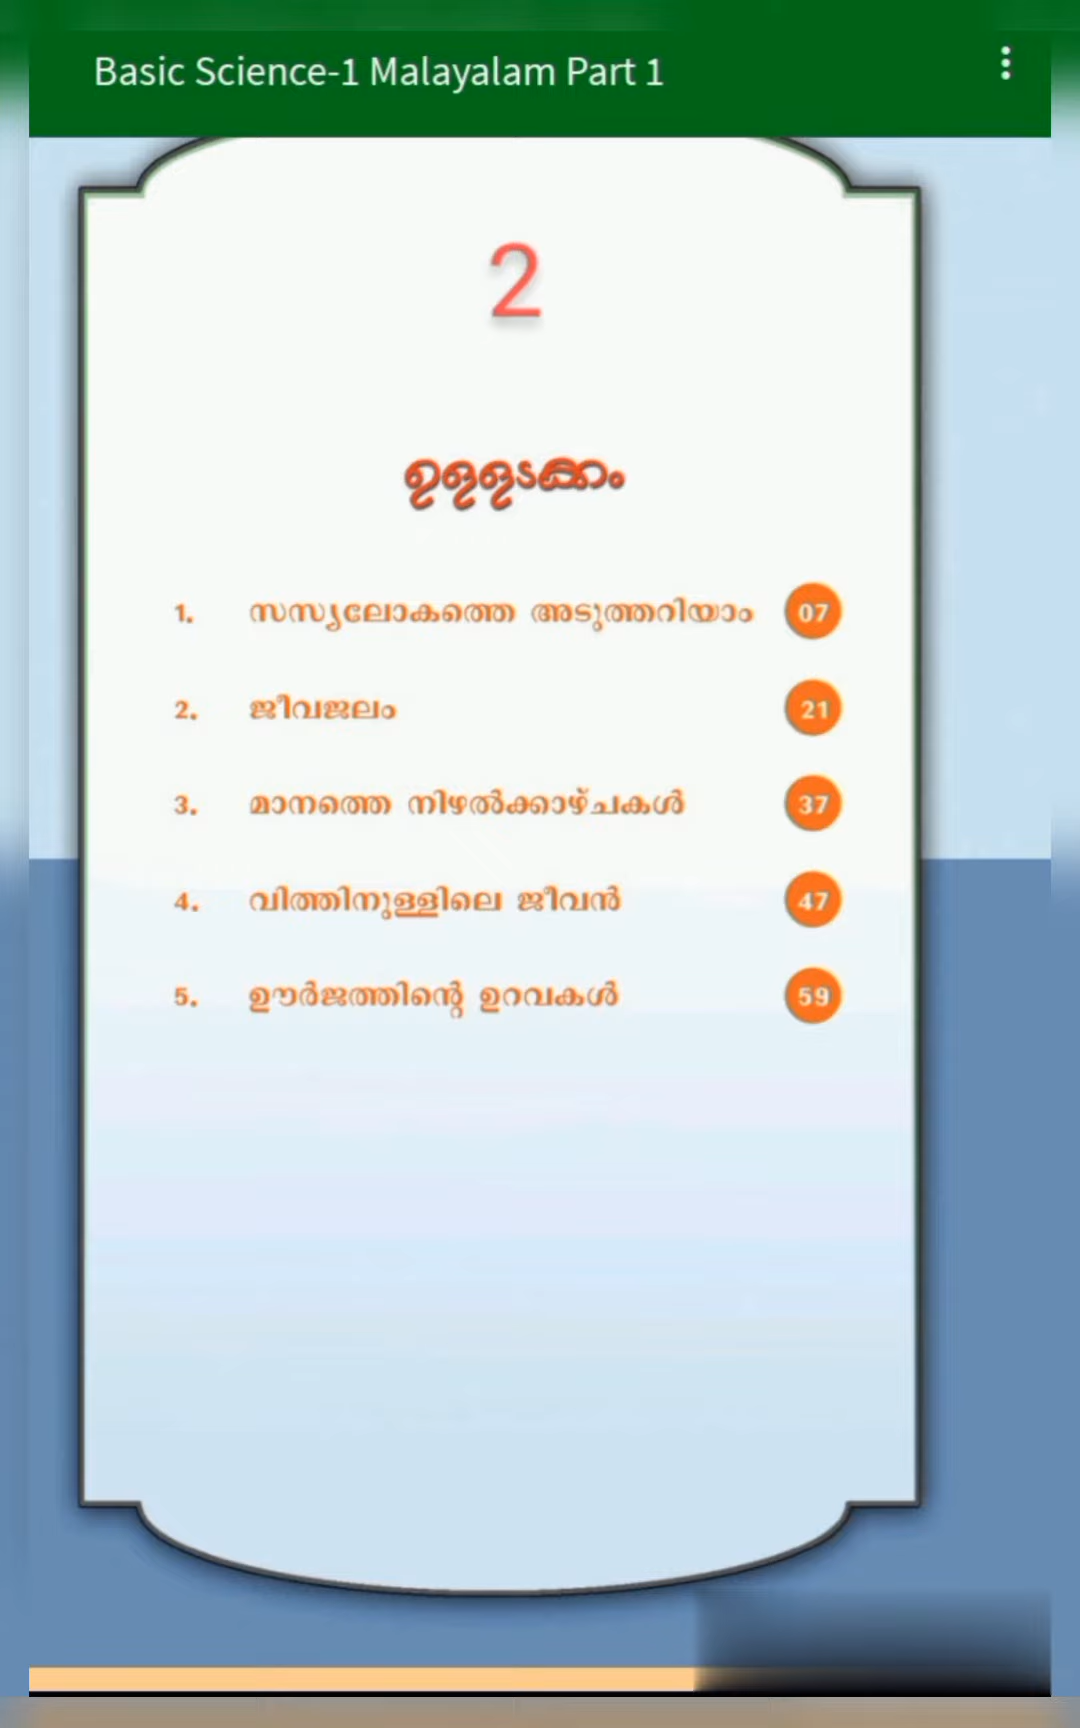 Basic Science-1 Malayalam Part 1
2
ഉള്ളടക്കം
1. സസ്യലോകത്തെ അടുത്തറിയാം 07
2. ജീവജലം 21
3. മാനത്തെ നിഴൽക്കാഴ്ചകൾ 37
4. വിത്തിനുള്ളിലെ ജീവൻ 47
5. ഊർജത്തിന്റെ ഉറവകൾ 59